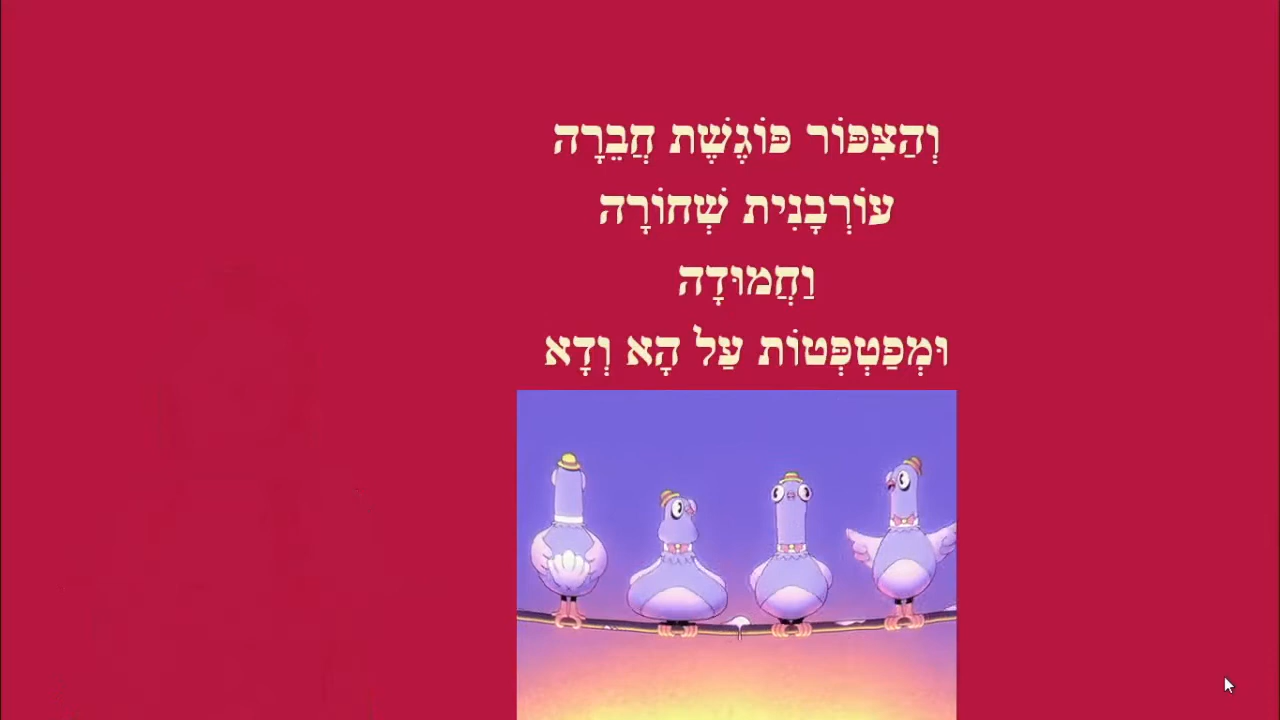 וְהַצִּפּוֹר פּוֹגֶשֶׁת חֲבֵרָה
עוֹרְבָנִית שְׁחוֹרָה
וַחֲמוּדָה
וּמְפַטְפְּטוֹת עַל הָא וְדָא